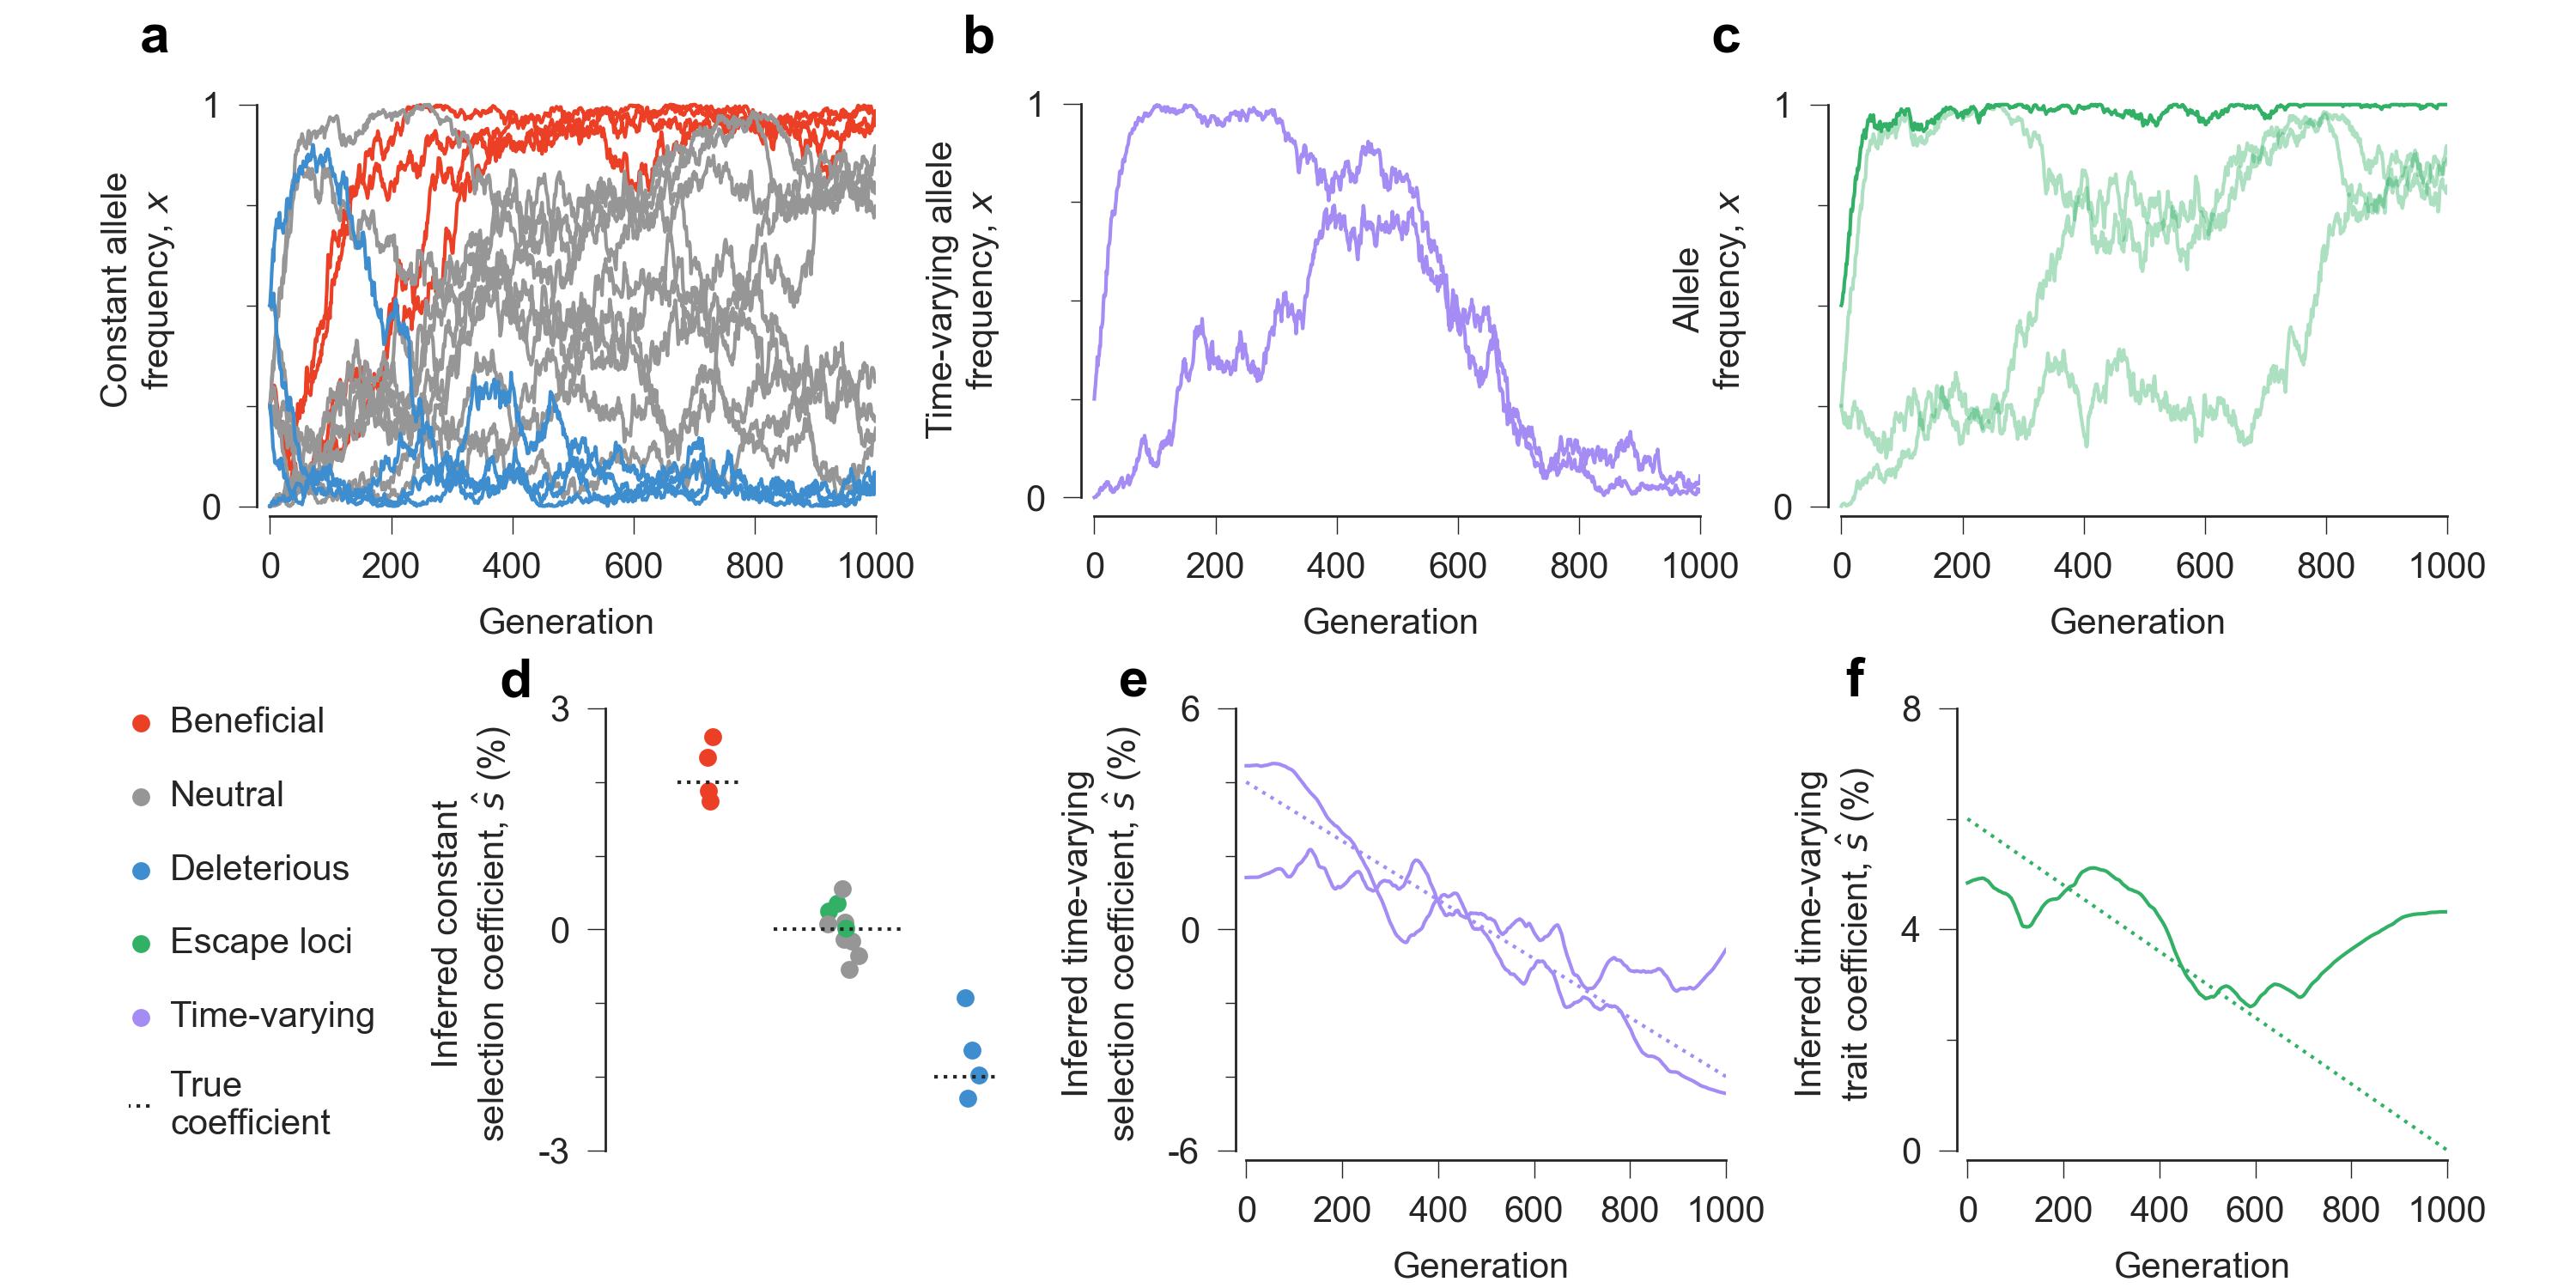 a
1
0
Constant allele
frequency, x
0 200 400 600 800 1000
Generation
b
1
0
Time-varying allele
frequency, x
0 200 400 600 800 1000
Generation
c
1
0
Allele
frequency, x
0 200 400 600 800 1000
Generation
Beneficial
Neutral
Deleterious
Escape loci
Time-varying
True
coefficient
d
3
0
-3
Inferred constant
selection coefficient, ŝ (%)
e
6
0
-6
Inferred time-varying
selection coefficient, ŝ (%)
0 200 400 600 800 1000
Generation
f
8
4
0
Inferred time-varying
trait coefficient, ŝ (%)
0 200 400 600 800 1000
Generation